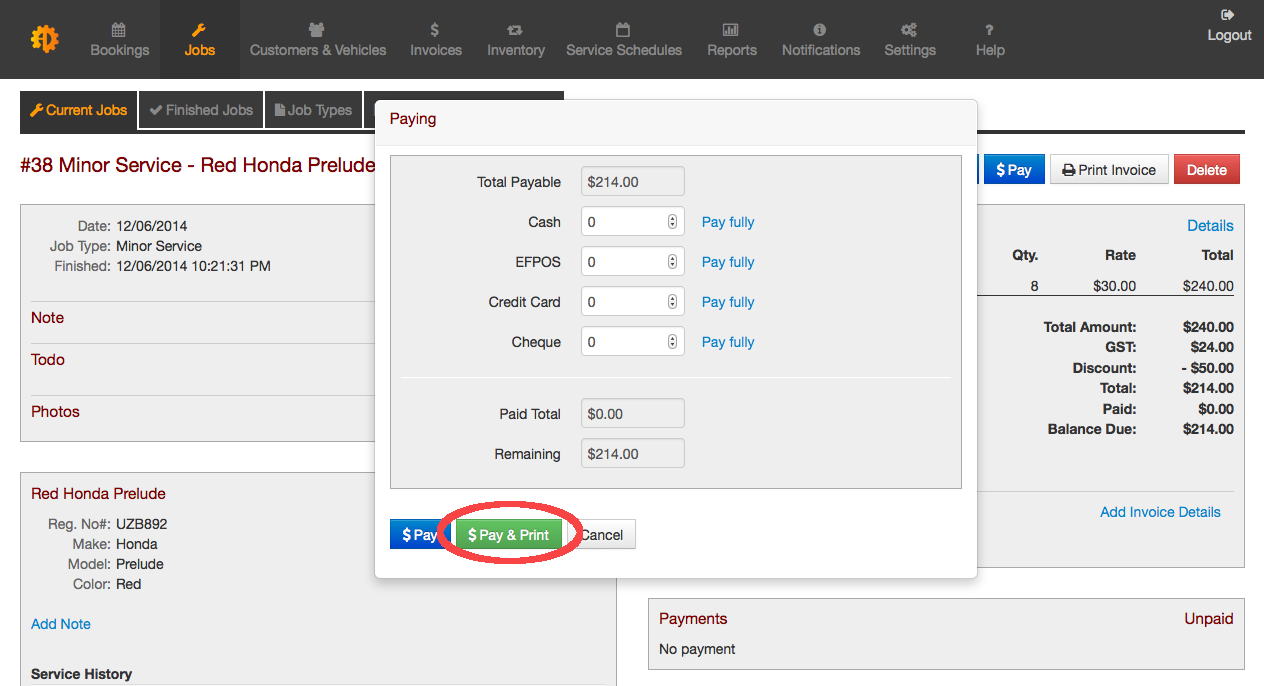 Bookings
Jobs
Customers & Vehicles
$
Invoices
Inventory
Service Schedules
Reports
Notifications
Settings
?
Help
Logout
Current Jobs
Finished Jobs
Job Types
#38 Minor Service - Red Honda Prelude
$ Pay
Print Invoice
Delete
Date: 12/06/2014
Job Type: Minor Service
Finished: 12/06/2014 10:21:31 PM
Note
Todo
Photos
Red Honda Prelude
Reg. No#: UZB892
Make: Honda
Model: Prelude
Color: Red
Add Note
Service History
Paying
Total Payable $214.00
Cash 0 Pay fully
EFPOS 0 Pay fully
Credit Card 0 Pay fully
Cheque 0 Pay fully
Paid Total $0.00
Remaining $214.00
$ Pay
$ Pay & Print
Cancel
Details
Qty. Rate Total
8 $30.00 $240.00
Total Amount: $240.00
GST: $24.00
Discount: - $50.00
Total: $214.00
Paid: $0.00
Balance Due: $214.00
Add Invoice Details
Payments Unpaid
No payment